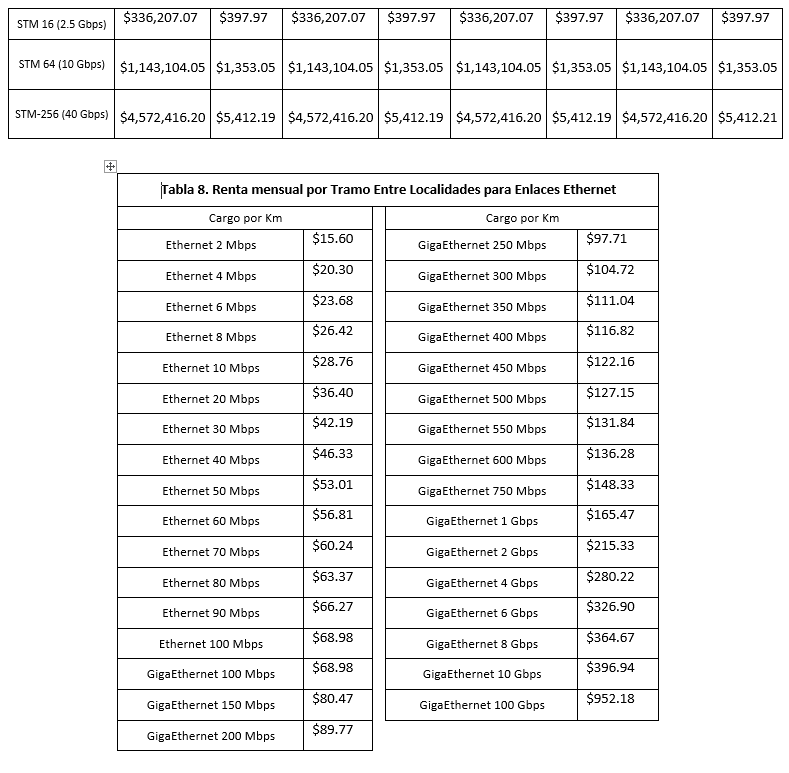 STM 16 (2.5 Gbps) $336,207.07 $397.97 $336,207.07 $397.97 $336,207.07 $397.97 $336,207.07 $397.97
STM 64 (10 Gbps) $1,143,104.05 $1,353.05 $1,143,104.05 $1,353.05 $1,143,104.05 $1,353.05 $1,143,104.05 $1,353.05
STM-256 (40 Gbps) $4,572,416.20 $5,412.19 $4,572,416.20 $5,412.19 $4,572,416.20 $5,412.19 $4,572,416.20 $5,412.21
Tabla 8. Renta mensual por Tramo Entre Localidades para Enlaces Ethernet
Cargo por Km Cargo por Km
Ethernet 2 Mbps $15.60 GigaEthernet 250 Mbps $97.71
Ethernet 4 Mbps $20.30 GigaEthernet 300 Mbps $104.72
Ethernet 6 Mbps $23.68 GigaEthernet 350 Mbps $111.04
Ethernet 8 Mbps $26.42 GigaEthernet 400 Mbps $116.82
Ethernet 10 Mbps $28.76 GigaEthernet 450 Mbps $122.16
Ethernet 20 Mbps $36.40 GigaEthernet 500 Mbps $127.15
Ethernet 30 Mbps $42.19 GigaEthernet 550 Mbps $131.84
Ethernet 40 Mbps $46.33 GigaEthernet 600 Mbps $136.28
Ethernet 50 Mbps $53.01 GigaEthernet 750 Mbps $148.33
Ethernet 60 Mbps $56.81 GigaEthernet 1 Gbps $165.47
Ethernet 70 Mbps $60.24 GigaEthernet 2 Gbps $215.33
Ethernet 80 Mbps $63.37 GigaEthernet 4 Gbps $280.22
Ethernet 90 Mbps $66.27 GigaEthernet 6 Gbps $326.90
Ethernet 100 Mbps $68.98 GigaEthernet 8 Gbps $364.67
GigaEthernet 100 Mbps $68.98 GigaEthernet 10 Gbps $396.94
GigaEthernet 150 Mbps $80.47 GigaEthernet 100 Gbps $952.18
GigaEthernet 200 Mbps $89.77